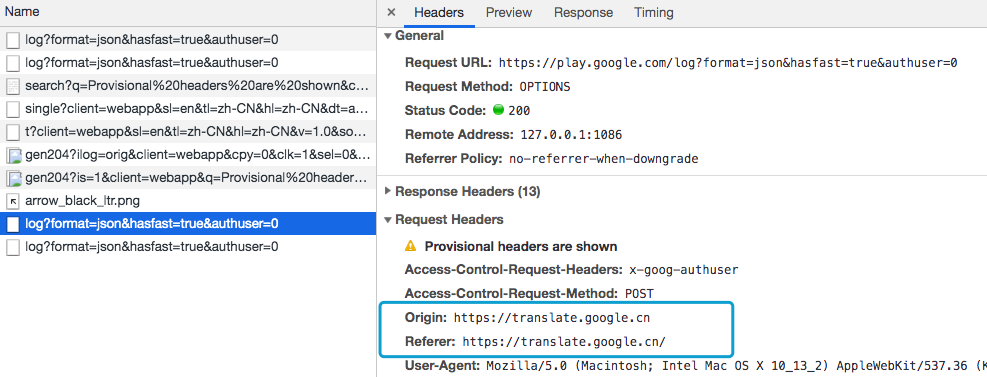 Name
log?format=json&hasfast=true&authuser=0
log?format=json&hasfast=true&authuser=0
search?q=Provisional%20headers%20are%20shown&c…
single?client=webapp&sl=en&tl=zh-CN&hl=zh-CN&dt=a…
t?client=webapp&sl=en&tl=zh-CN&hl=zh-CN&v=1.0&so…
gen204?ilog=orig&client=webapp&cpy=0&clk=1&sel=0&…
gen204?is=1&client=webapp&q=Provisional%20header…
arrow_black_ltr.png
log?format=json&hasfast=true&authuser=0
log?format=json&hasfast=true&authuser=0
× Headers Preview Response Timing
General
Request URL: https://play.google.com/log?format=json&hasfast=true&authuser=0
Request Method: OPTIONS
Status Code: 200
Remote Address: 127.0.0.1:1086
Referrer Policy: no-referrer-when-downgrade
Response Headers (13)
Request Headers
Provisional headers are shown
Access-Control-Request-Headers: x-goog-authuser
Access-Control-Request-Method: POST
Origin: https://translate.google.cn
Referer: https://translate.google.cn/
User-Agent: Mozilla/5.0 (Macintosh; Intel Mac OS X 10_13_2) AppleWebKit/537.36 (K